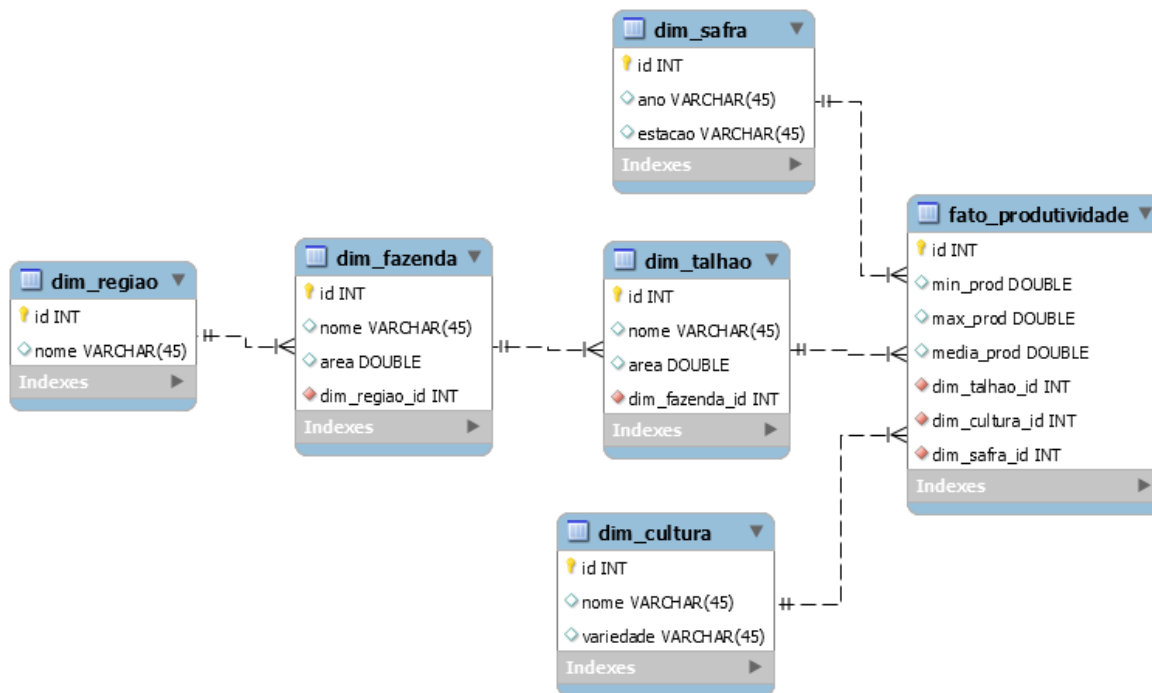 dim_safra
id INT
ano VARCHAR(45)
estacao VARCHAR(45)
Indexes
dim_regiao
id INT
nome VARCHAR(45)
Indexes
dim_fazenda
id INT
nome VARCHAR(45)
area DOUBLE
dim_regiao_id INT
Indexes
dim_talhao
id INT
nome VARCHAR(45)
area DOUBLE
dim_fazenda_id INT
Indexes
fato_produtividade
id INT
min_prod DOUBLE
max_prod DOUBLE
media_prod DOUBLE
dim_talhao_id INT
dim_cultura_id INT
dim_safra_id INT
Indexes
dim_cultura
id INT
nome VARCHAR(45)
variedade VARCHAR(45)
Indexes